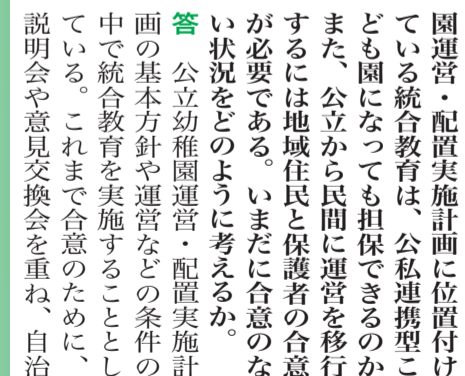 園運営・配置実施計画に位置付け
ている統合教育は、公私連携型こ
ども園になっても担保できるのか
また、公立から民間に運営を移行
するには地域住民と保護者の合意
が必要である。いまだに合意のな
い状況をどのように考えるか。
答　公立幼稚園運営・配置実施計
画の基本方針や運営などの条件の
中で統合教育を実施することとし
ている。これまで合意のために、
説明会や意見交換会を重ね、自治